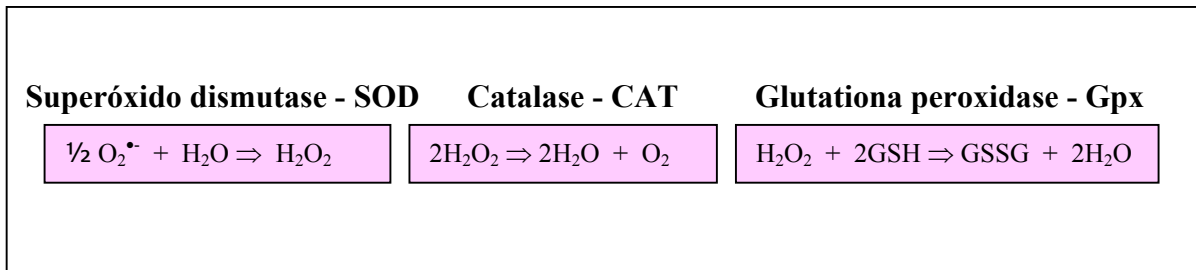 Superóxido dismutase - SOD Catalase - CAT Glutationa peroxidase - Gpx
½ O₂•- + H₂O ⇒ H₂O₂ 2H₂O₂ ⇒ 2H₂O + O₂ H₂O₂ + 2GSH ⇒ GSSG + 2H₂O